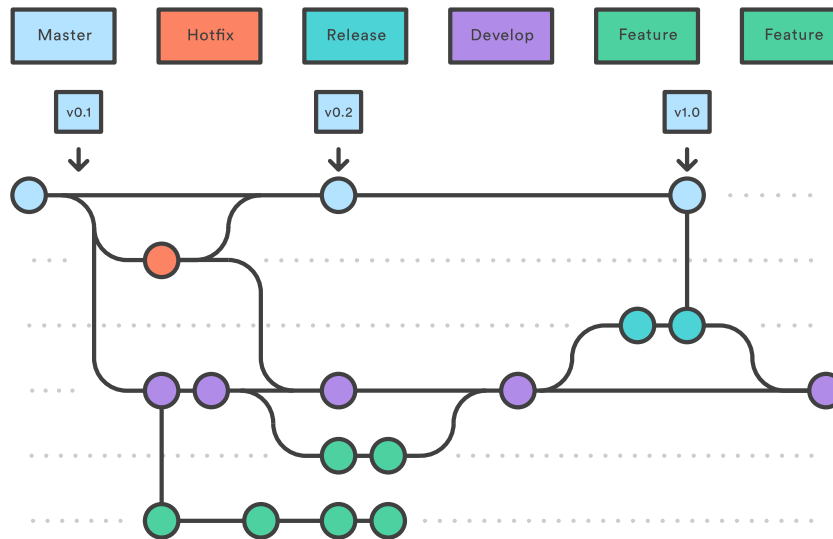 Master
Hotfix
Release
Develop
Feature
Feature
v0.1
v0.2
v1.0